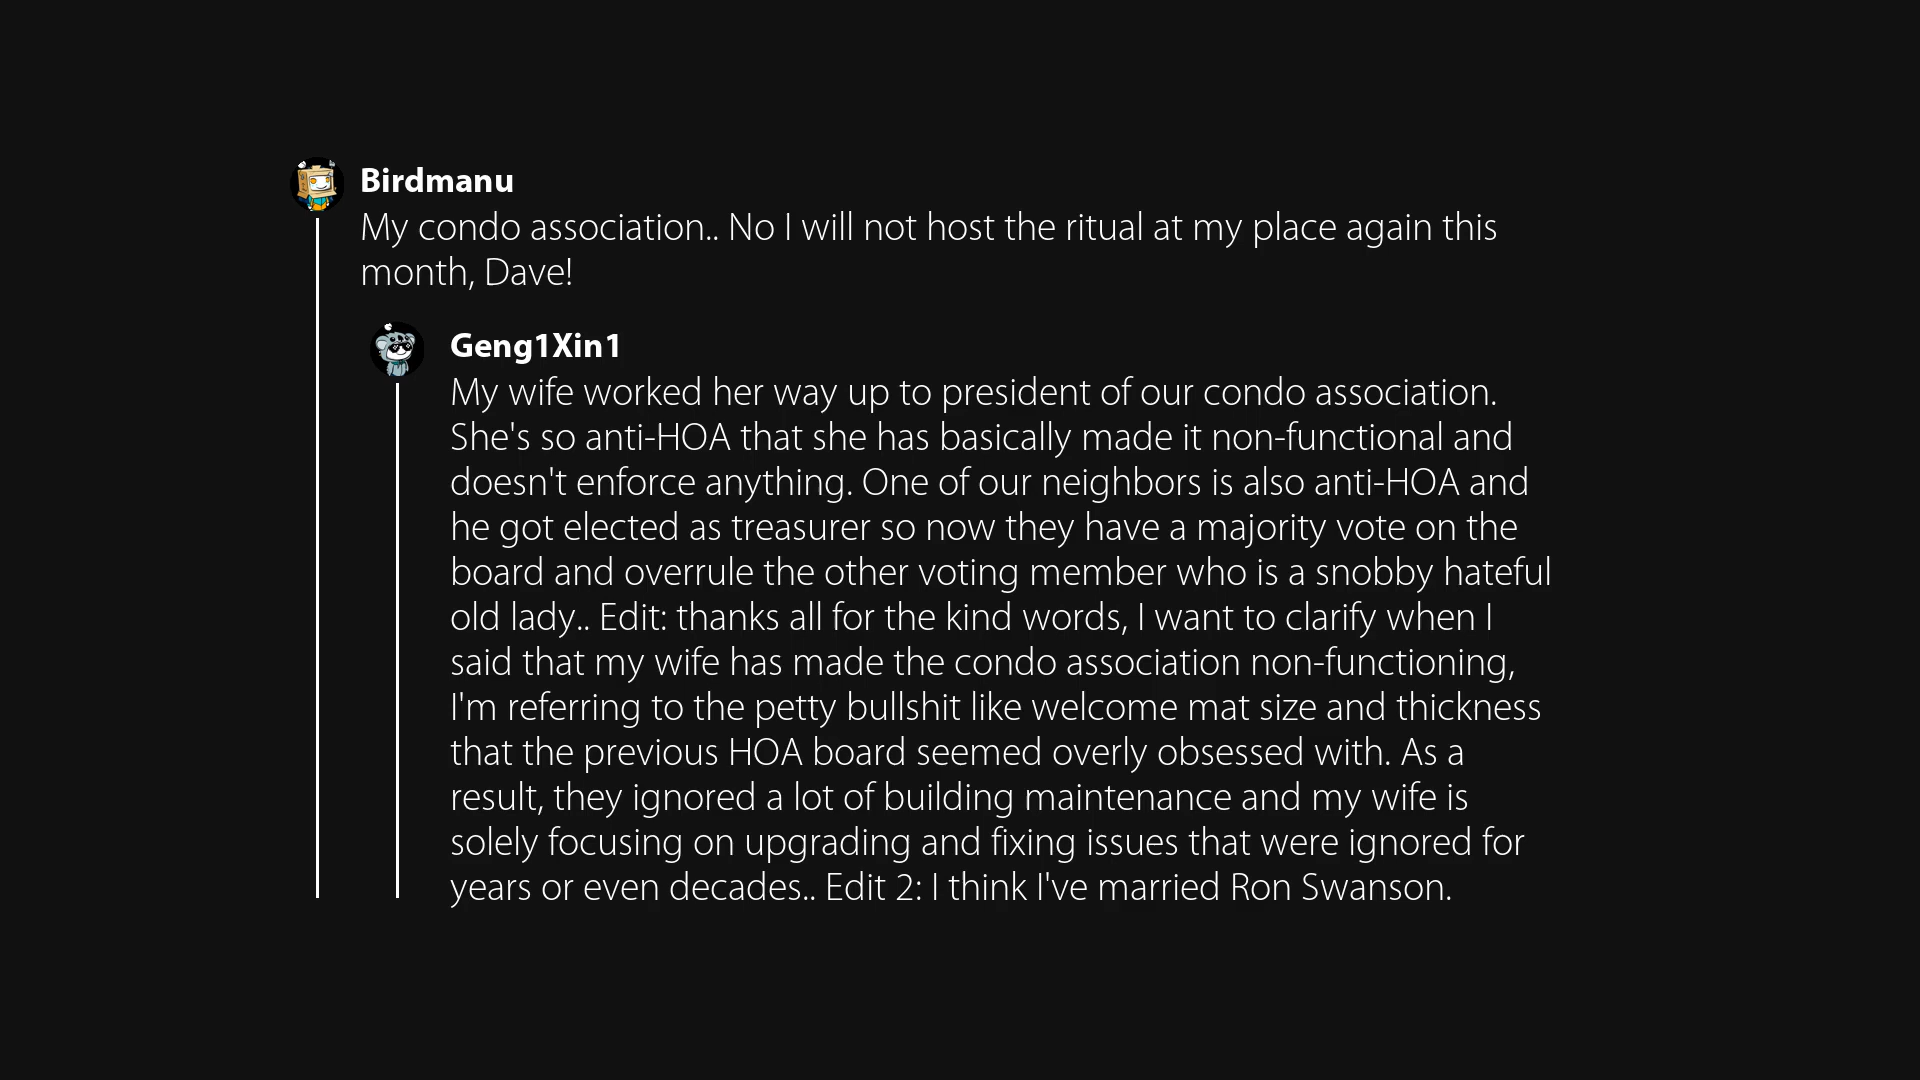 Birdmanu
My condo association.. No I will not host the ritual at my place again this
month, Dave!
Geng1Xin1
My wife worked her way up to president of our condo association.
She's so anti-HOA that she has basically made it non-functional and
doesn't enforce anything. One of our neighbors is also anti-HOA and
he got elected as treasurer so now they have a majority vote on the
board and overrule the other voting member who is a snobby hateful
old lady.. Edit: thanks all for the kind words, I want to clarify when I
said that my wife has made the condo association non-functioning,
I'm referring to the petty bullshit like welcome mat size and thickness
that the previous HOA board seemed overly obsessed with. As a
result, they ignored a lot of building maintenance and my wife is
solely focusing on upgrading and fixing issues that were ignored for
years or even decades.. Edit 2: I think I've married Ron Swanson.